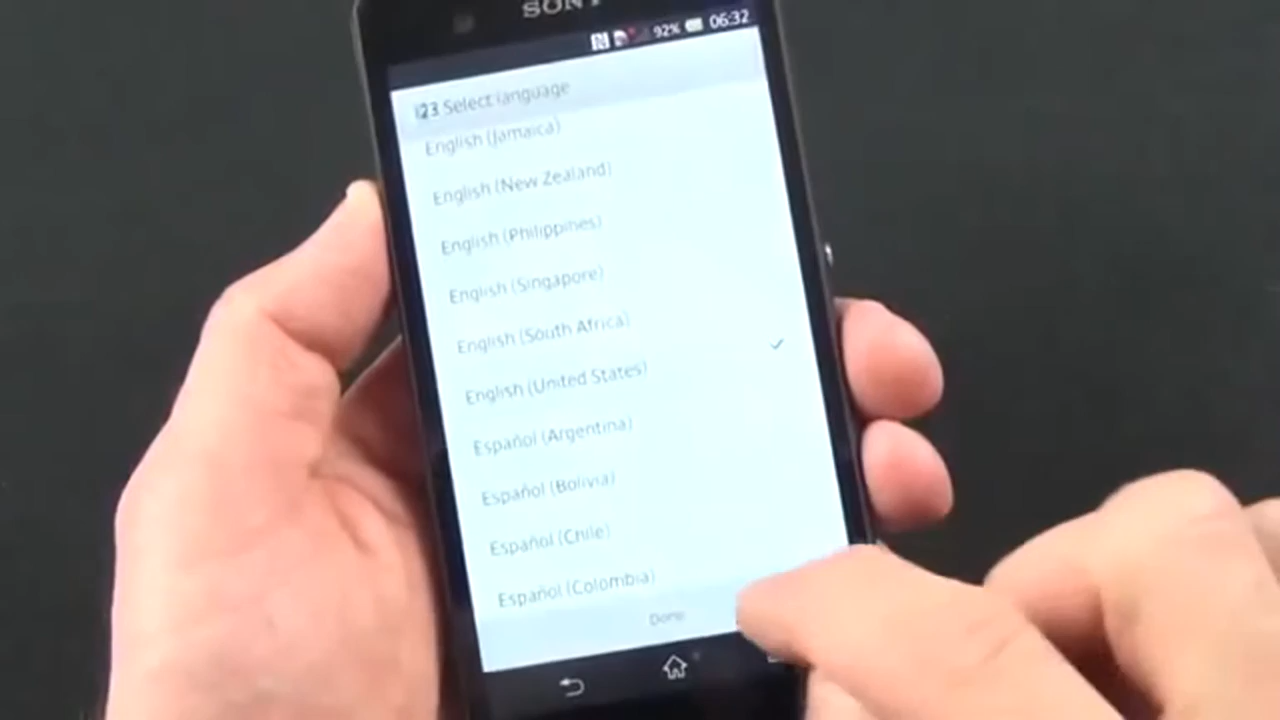 SONY
92% 06:32
123 Select language
English (Jamaica)
English (New Zealand)
English (Philippines)
English (Singapore)
English (South Africa)
English (United States)
Español (Argentina)
Español (Bolivia)
Español (Chile)
Español (Colombia)
Done